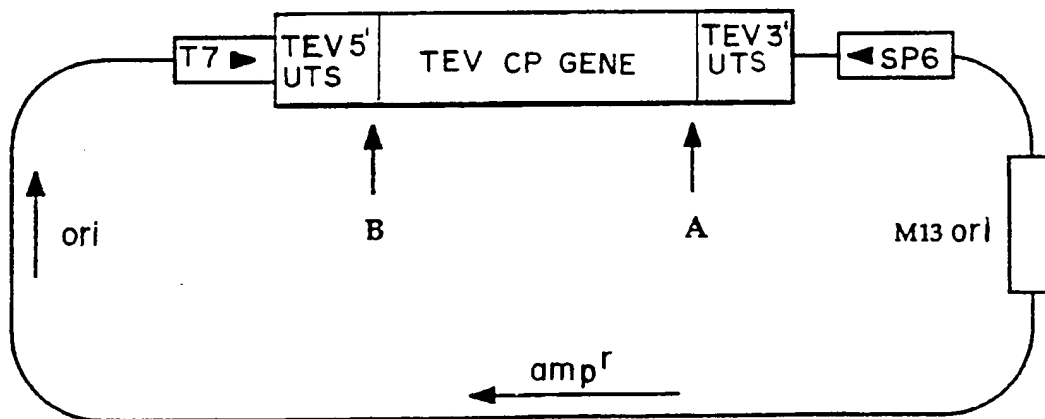 T7
TEV 5'
UTS
TEV CP GENE
TEV 3'
UTS
SP6
ori
B
A
M13 ori
amp^r